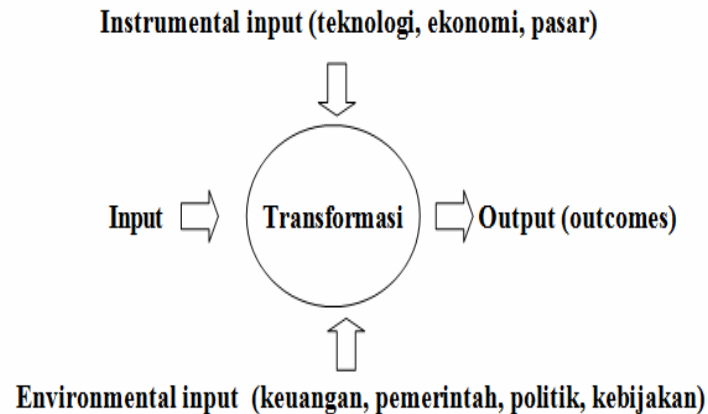 Instrumental input (teknologi, ekonomi, pasar)
Input
Transformasi
Output (outcomes)
Environmental input (keuangan, pemerintah, politik, kebijakan)